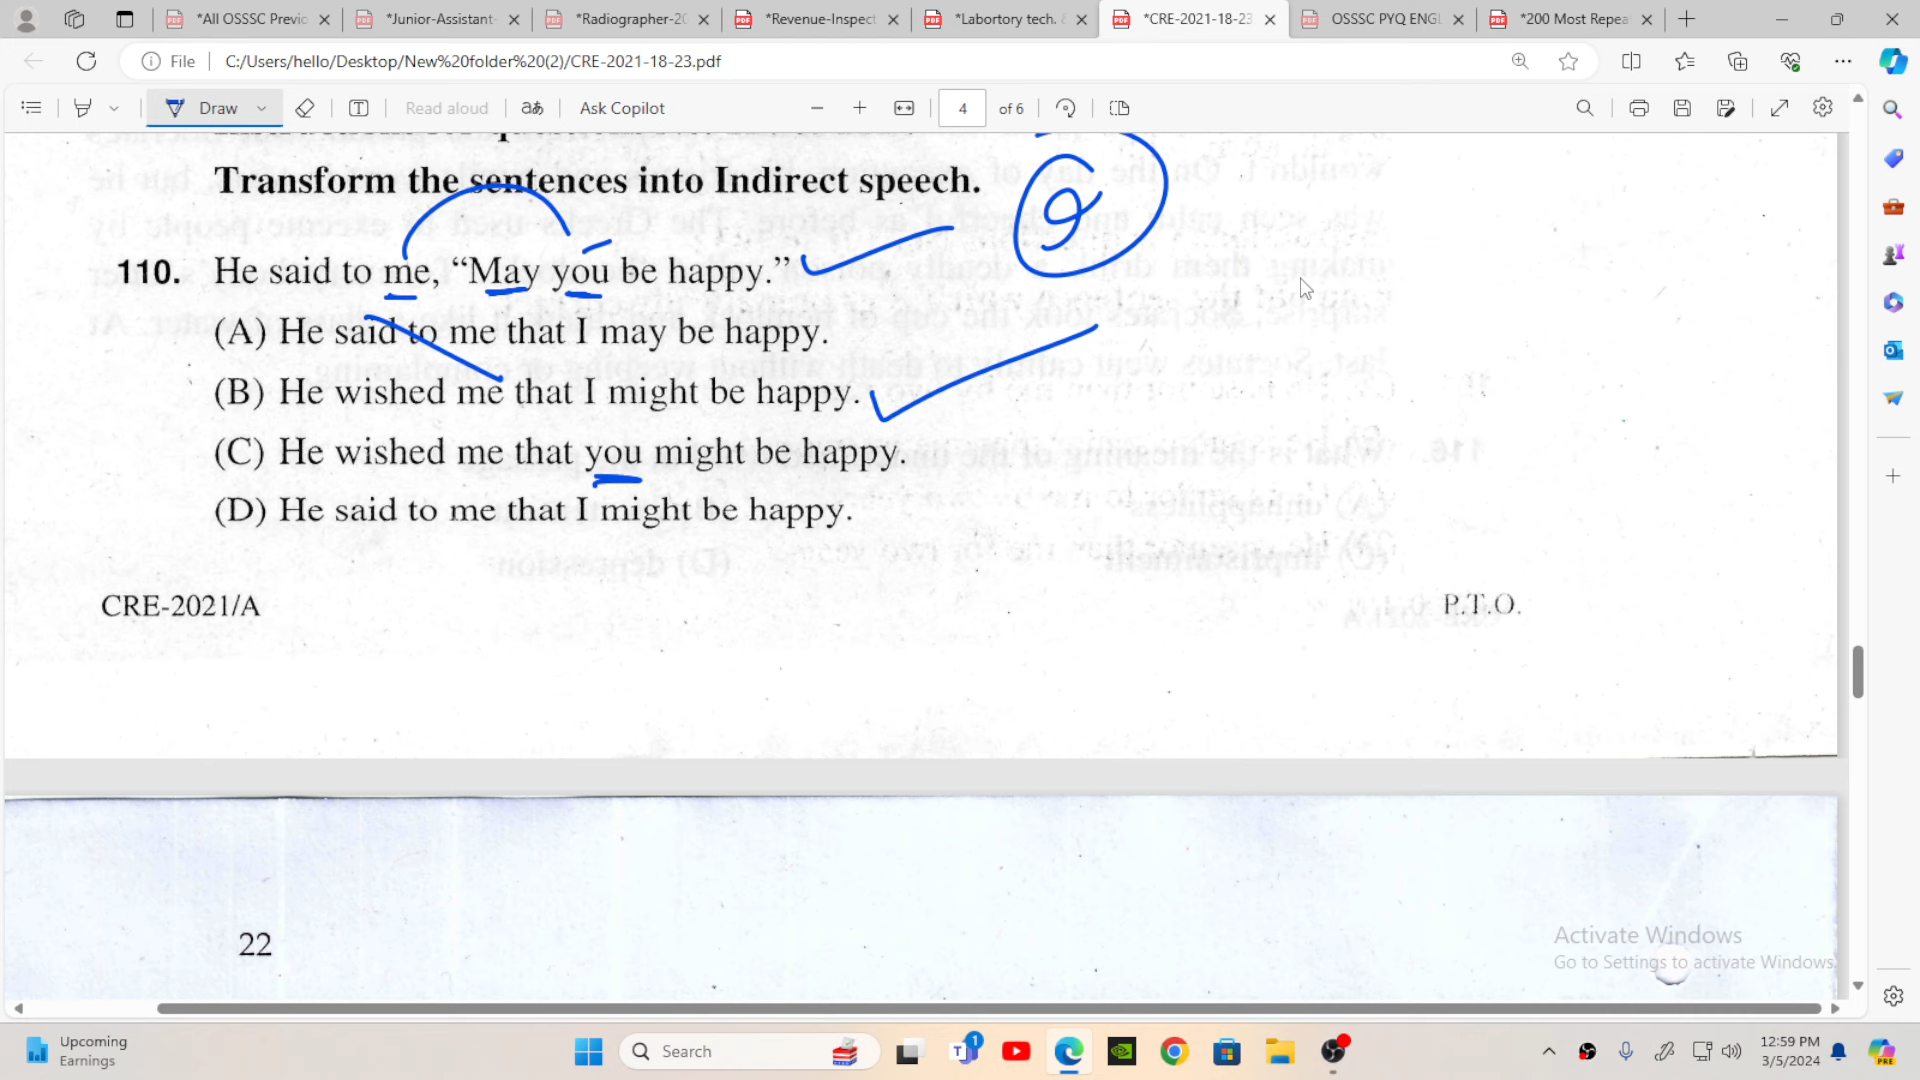 *All OSSSC Previo
*Junior-Assistant-
*Radiographer-20
*Revenue-Inspect
*Labortory tech. &
*CRE-2021-18-23
OSSSC PYQ ENGL
*200 Most Repea
File
C:/Users/hello/Desktop/New%20folder%20(2)/CRE-2021-18-23.pdf
Draw
Read aloud
Ask Copilot
4
of 6
Transform the sentences into Indirect speech.
110. He said to me, “May you be happy.”
(A) He said to me that I may be happy.
(B) He wished me that I might be happy.
(C) He wished me that you might be happy.
(D) He said to me that I might be happy.
CRE-2021/A
P.T.O.
22
Activate Windows
Go to Settings to activate Windows.
Upcoming
Earnings
Search
1
12:59 PM
3/5/2024
PRE